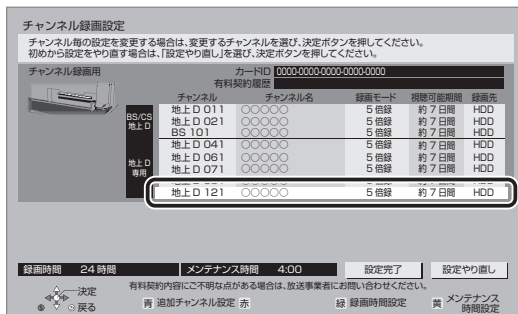 チャンネル録画設定
チャンネル毎の設定を変更する場合は、変更するチャンネルを選び、決定ボタンを押してください。
初めから設定をやり直す場合は、「設定やり直し」を選び、決定ボタンを押してください。
チャンネル録画用 カードID 0000-0000-0000-0000-0000
有料契約履歴
チャンネル チャンネル名 録画モード 視聴可能期間 録画先
BS/CS 地上D
地上D 011 ○○○○○ 5倍録 約7日間 HDD
地上D 021 ○○○○○ 5倍録 約7日間 HDD
BS 101 ○○○○○ 5倍録 約7日間 HDD
地上D 専用
地上D 041 ○○○○○ 5倍録 約7日間 HDD
地上D 061 ○○○○○ 5倍録 約7日間 HDD
地上D 071 ○○○○○ 5倍録 約7日間 HDD
地上D 121 ○○○○○ 5倍録 約7日間 HDD
録画時間 24時間 メンテナンス時間 4:00 設定完了 設定やり直し
有料契約内容にご不明な点がある場合は、放送事業者にお問い合わせください。
決定
戻る
青 追加チャンネル設定 赤 緑 録画時間設定 黄 メンテナンス時間設定